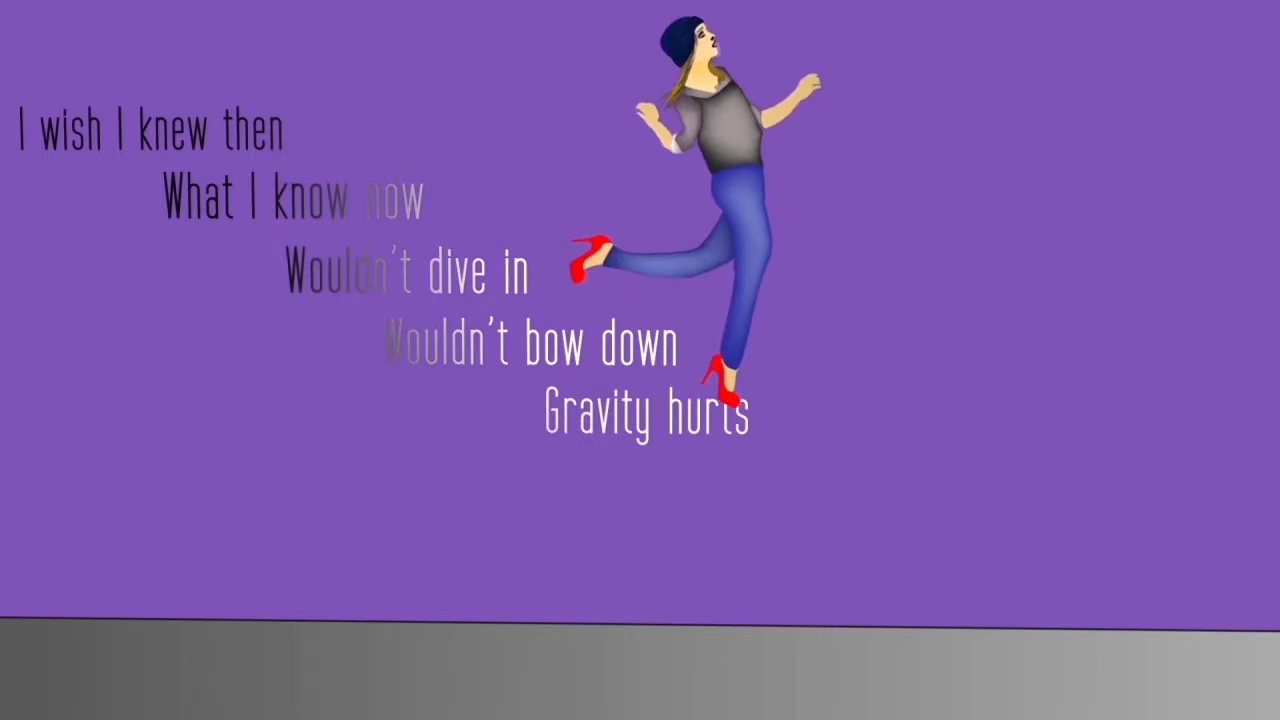 I wish I knew then
What I know now
Wouldn't dive in
Wouldn't bow down
Gravity hurts